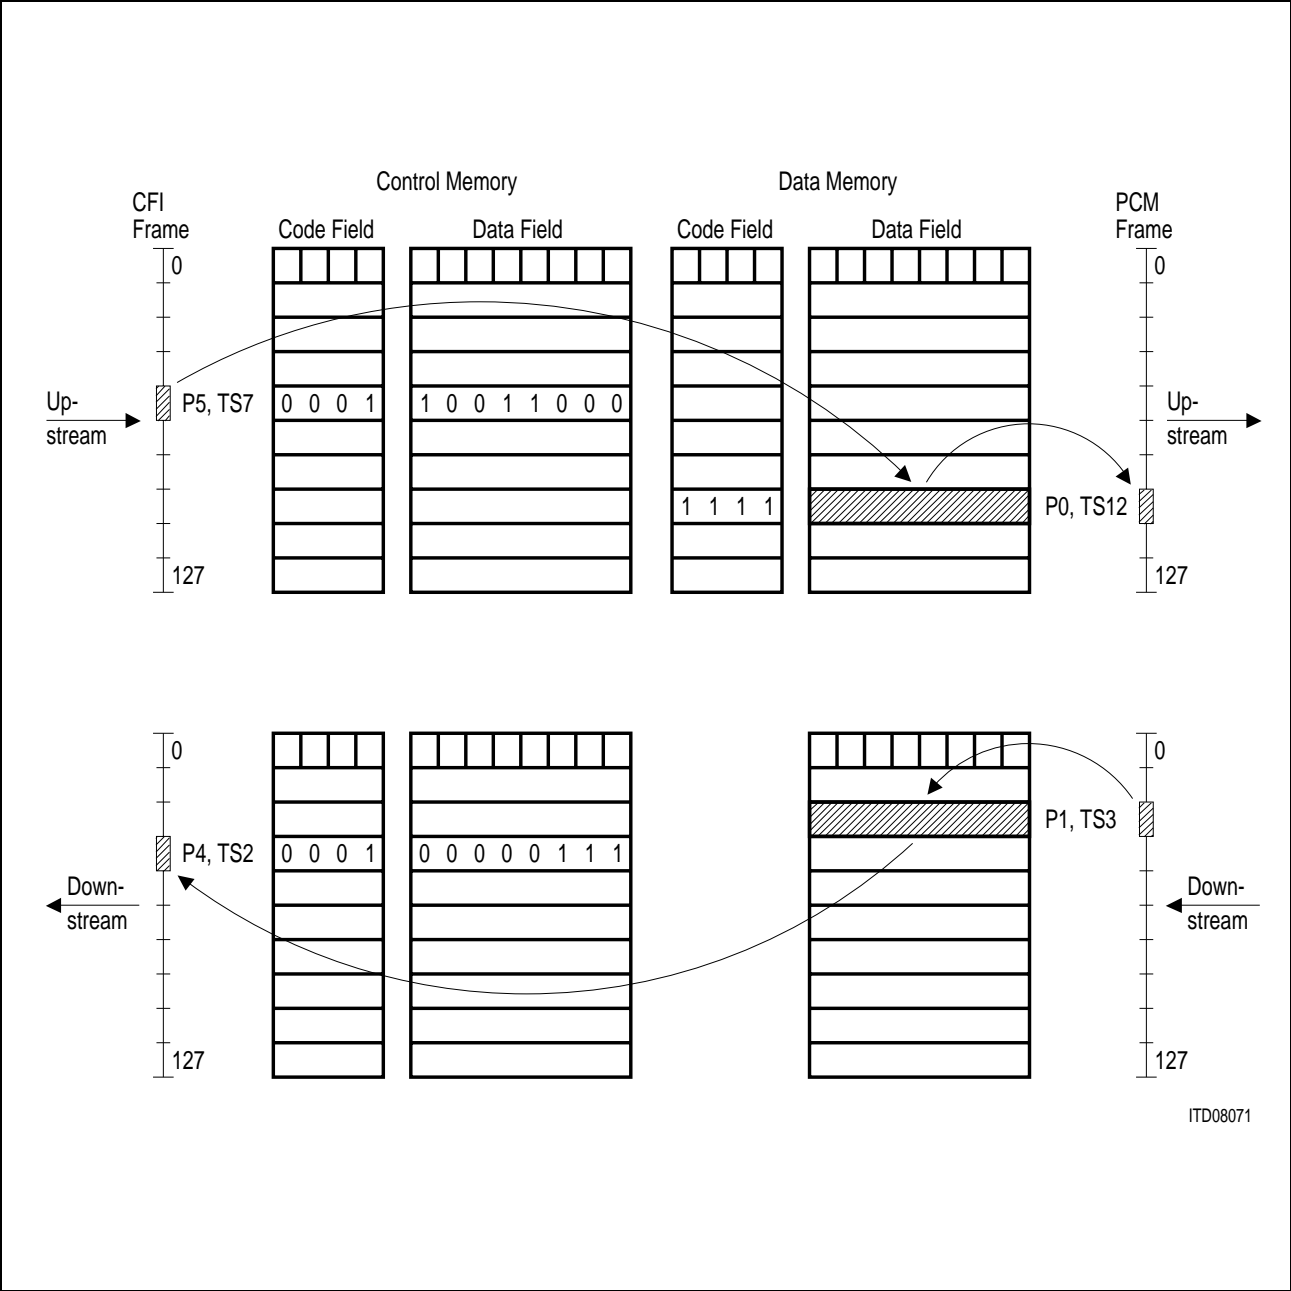 Control Memory
Data Memory
CFI
Frame
Code Field
Data Field
Code Field
Data Field
PCM
Frame
0
0
Up-
stream
P5, TS7
0 0 0 1
1 0 0 1 1 0 0 0
Up-
stream
1 1 1 1
P0, TS12
127
127
0
0
P1, TS3
P4, TS2
0 0 0 1
0 0 0 0 0 1 1 1
Down-
stream
Down-
stream
127
127
ITD08071